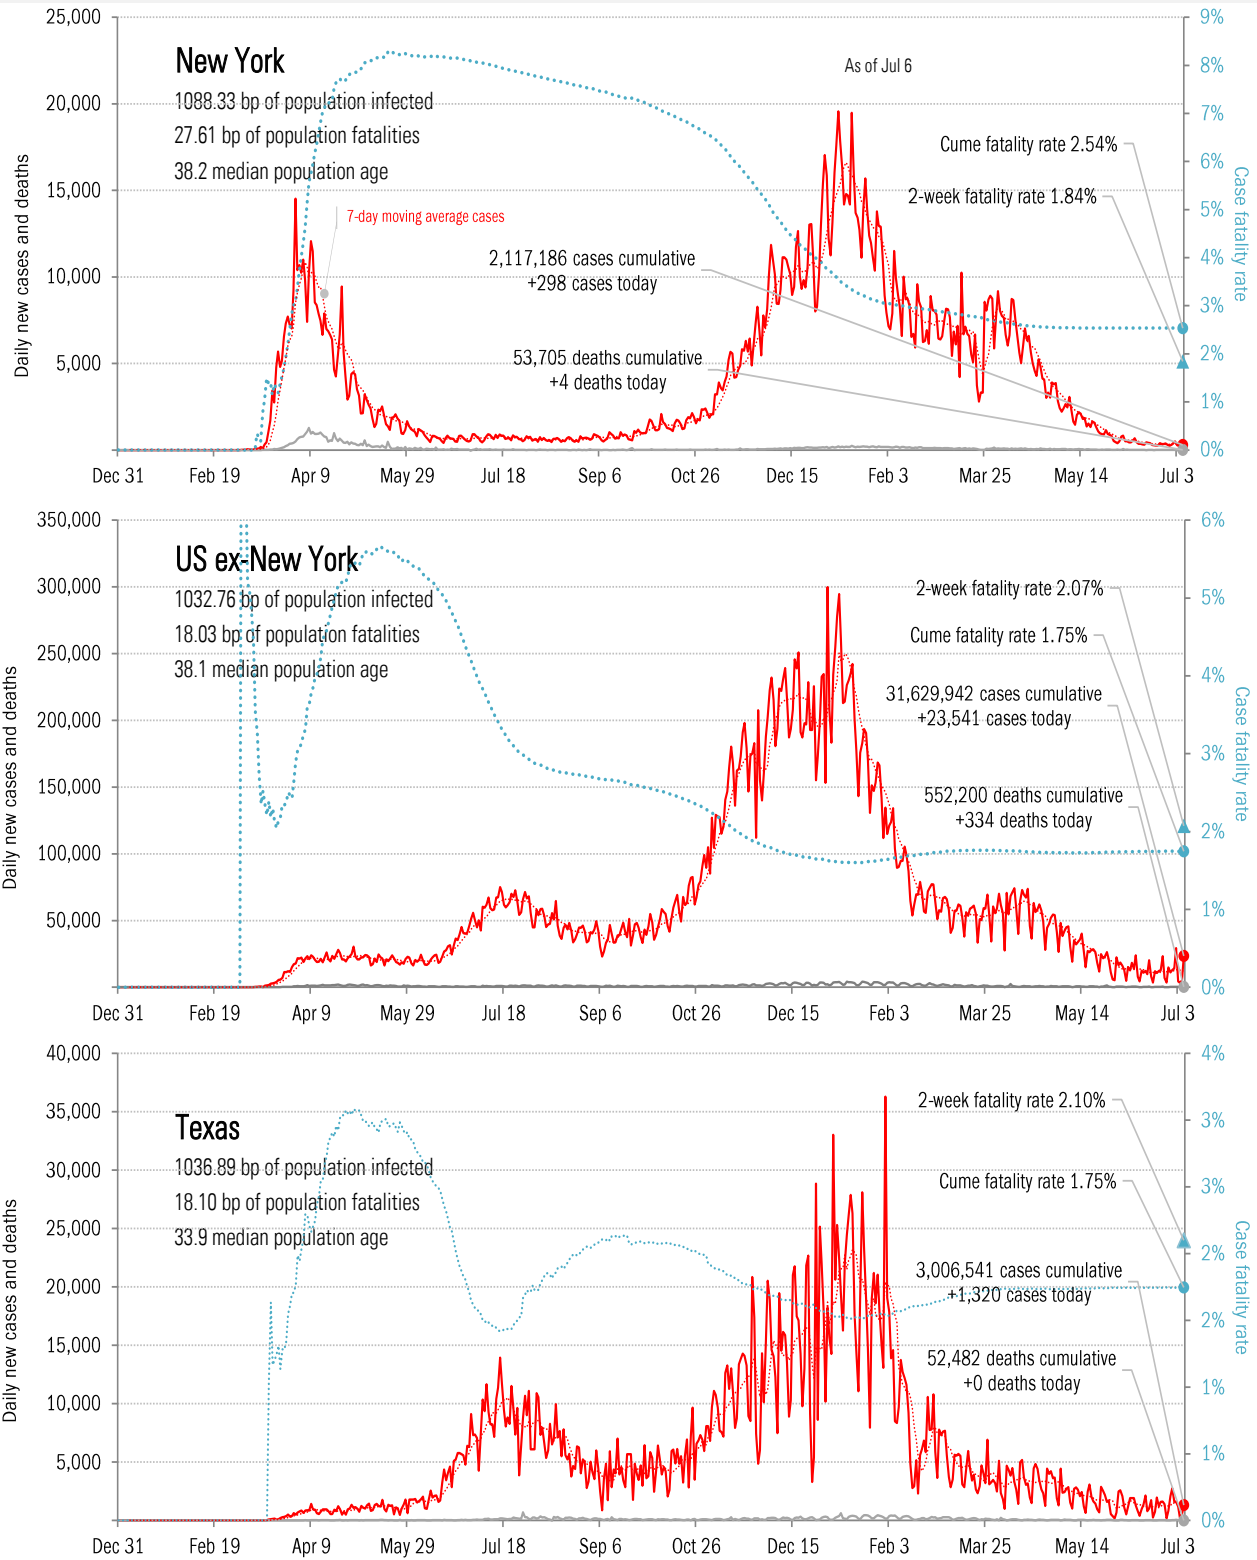 25,000
9%
New York
As of Jul 6
8%
20,000
1088.33 bp of population infected
7%
27.61 bp of population fatalities
Cume fatality rate 2.54%
38.2 median population age
6%
15,000
2-week fatality rate 1.84%
7-day moving average cases
5%
Daily new cases and deaths
Case fatality rate
2,117,186 cases cumulative
+298 cases today
4%
10,000
3%
53,705 deaths cumulative
+4 deaths today
2%
5,000
1%
0%
Dec 31 Feb 19 Apr 9 May 29 Jul 18 Sep 6 Oct 26 Dec 15 Feb 3 Mar 25 May 14 Jul 3
350,000
6%
US ex-New York
300,000
1032.76 bp of population infected
2-week fatality rate 2.07%
5%
18.03 bp of population fatalities
Cume fatality rate 1.75%
250,000
38.1 median population age
4%
31,629,942 cases cumulative
+23,541 cases today
200,000
Daily new cases and deaths
Case fatality rate
3%
150,000
552,200 deaths cumulative
+334 deaths today
2%
100,000
50,000
1%
0%
Dec 31 Feb 19 Apr 9 May 29 Jul 18 Sep 6 Oct 26 Dec 15 Feb 3 Mar 25 May 14 Jul 3
40,000
4%
35,000
2-week fatality rate 2.10%
Texas
3%
30,000
1036.89 bp of population infected
Cume fatality rate 1.75%
3%
18.10 bp of population fatalities
25,000
33.9 median population age
2%
Daily new cases and deaths
Case fatality rate
3,006,541 cases cumulative
+1,320 cases today
20,000
2%
15,000
52,482 deaths cumulative
+0 deaths today
1%
10,000
1%
5,000
0%
Dec 31 Feb 19 Apr 9 May 29 Jul 18 Sep 6 Oct 26 Dec 15 Feb 3 Mar 25 May 14 Jul 3